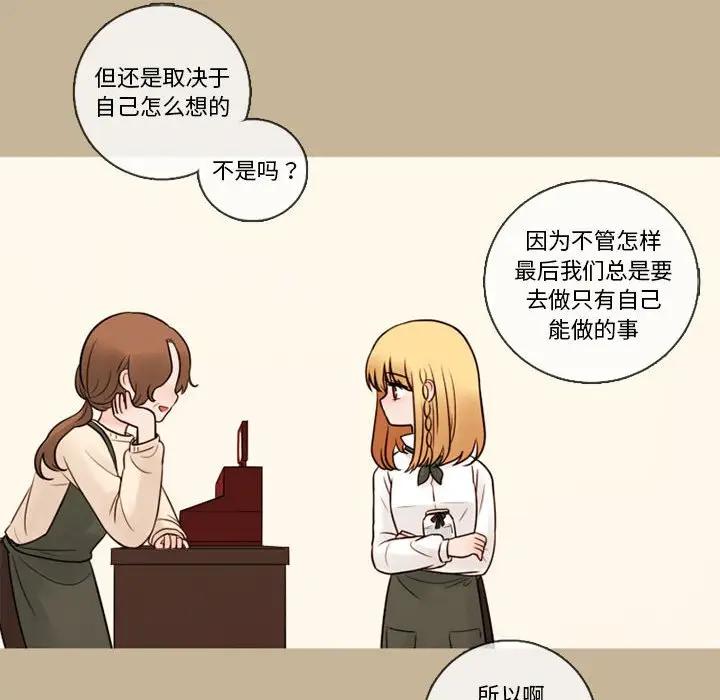 但还是取决于
自己怎么想的
不是吗？
因为不管怎样
最后我们总是要
去做只有自己
能做的事
所以啊